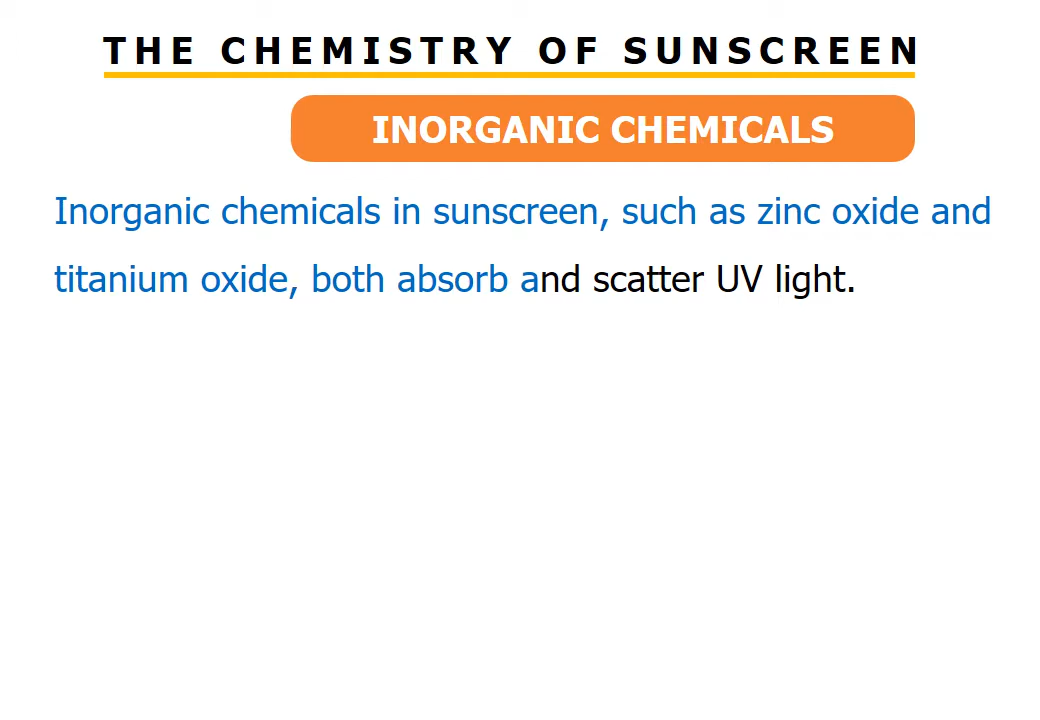 THE CHEMISTRY OF SUNSCREEN
INORGANIC CHEMICALS
Inorganic chemicals in sunscreen, such as zinc oxide and
titanium oxide, both absorb and scatter UV light.